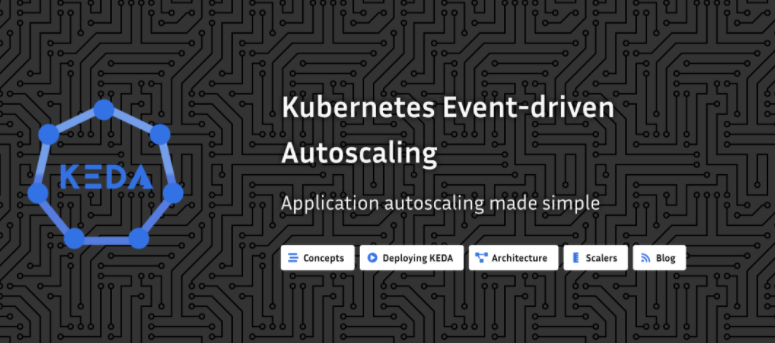 KEDA
Kubernetes Event-driven
Autoscaling
Application autoscaling made simple
Concepts
Deploying KEDA
Architecture
Scalers
Blog